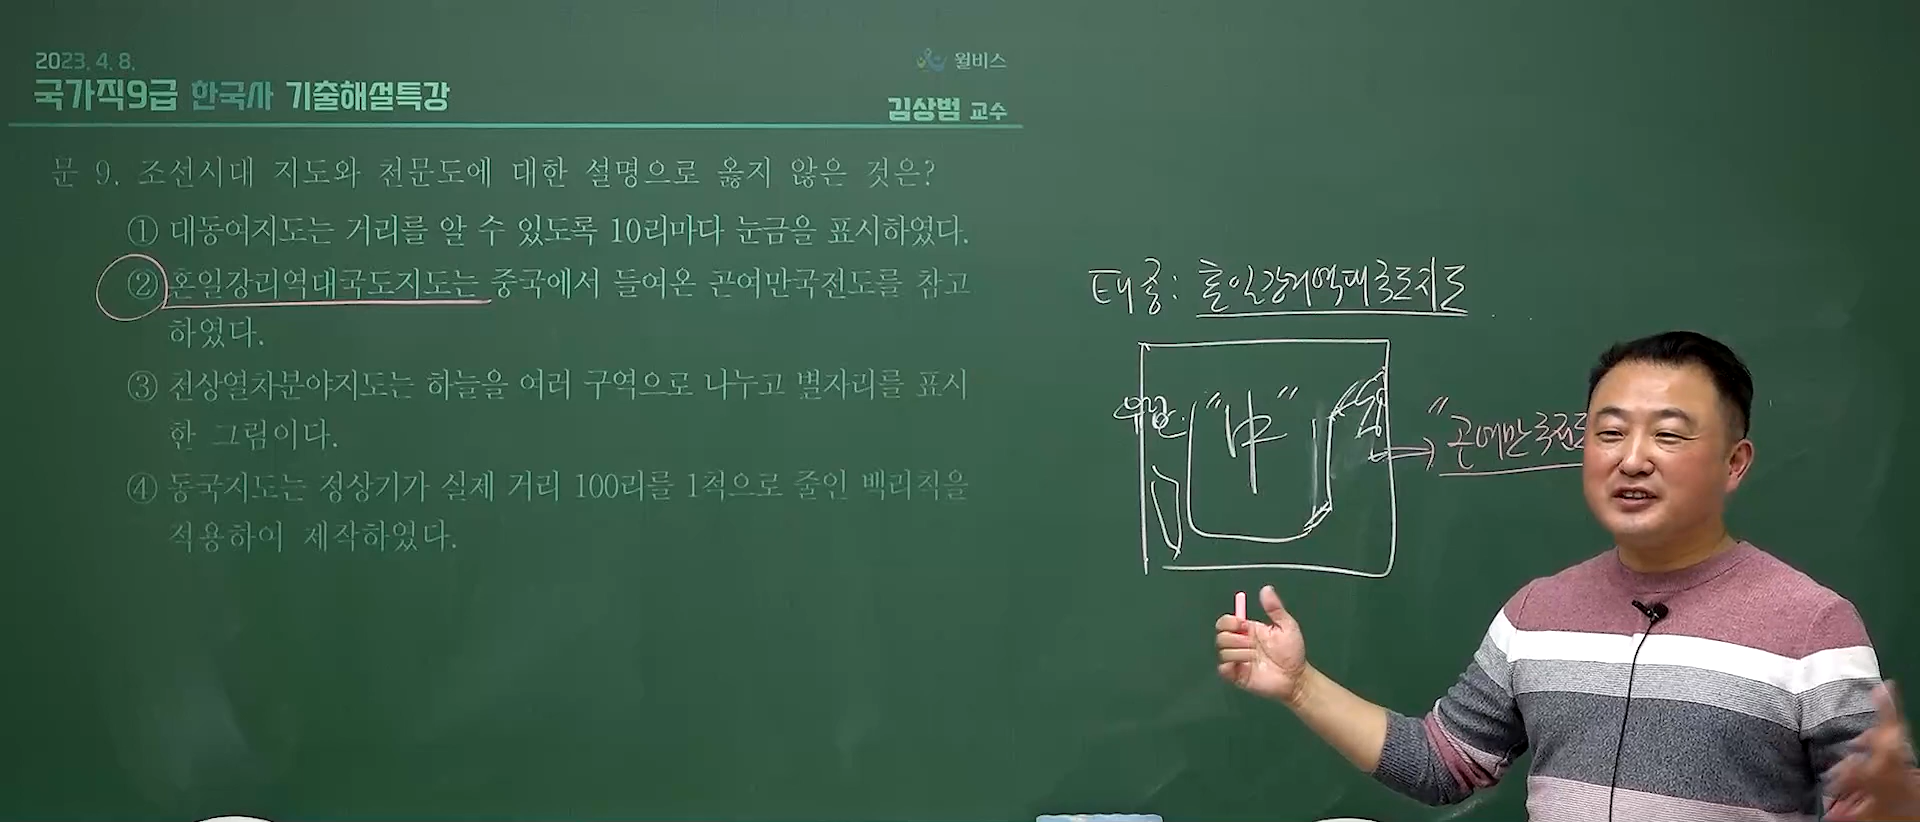 2023. 4. 8.
월비스
국가직9급 한국사 기출해설특강
김상범 교수
문 9. 조선시대 지도와 천문도에 대한 설명으로 옳지 않은 것은?
① 대동여지도는 거리를 알 수 있도록 10리마다 눈금을 표시하였다.
② 혼일강리역대국도지도는 중국에서 들여온 곤여만국전도를 참고
하였다.
③ 천상열차분야지도는 하늘을 여러 구역으로 나누고 별자리를 표시
한 그림이다.
④ 동국지도는 정상기가 실제 거리 100리를 1척으로 줄인 백리척을
적용하여 제작하였다.
태종: 혼일강리역대국도지도
"中"
"곤여만국전도